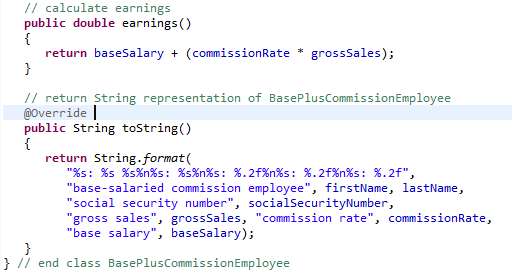 // calculate earnings
public double earnings()
{
return baseSalary + (commissionRate * grossSales);
}
// return String representation of BasePlusCommissionEmployee
@Override
public String toString()
{
return String.format(
"%s: %s %s%n%s: %s%n%s: %.2f%n%s: %.2f%n%s: %.2f",
"base-salaried commission employee", firstName, lastName,
"social security number", socialSecurityNumber,
"gross sales", grossSales, "commission rate", commissionRate,
"base salary", baseSalary);
}
} // end class BasePlusCommissionEmployee